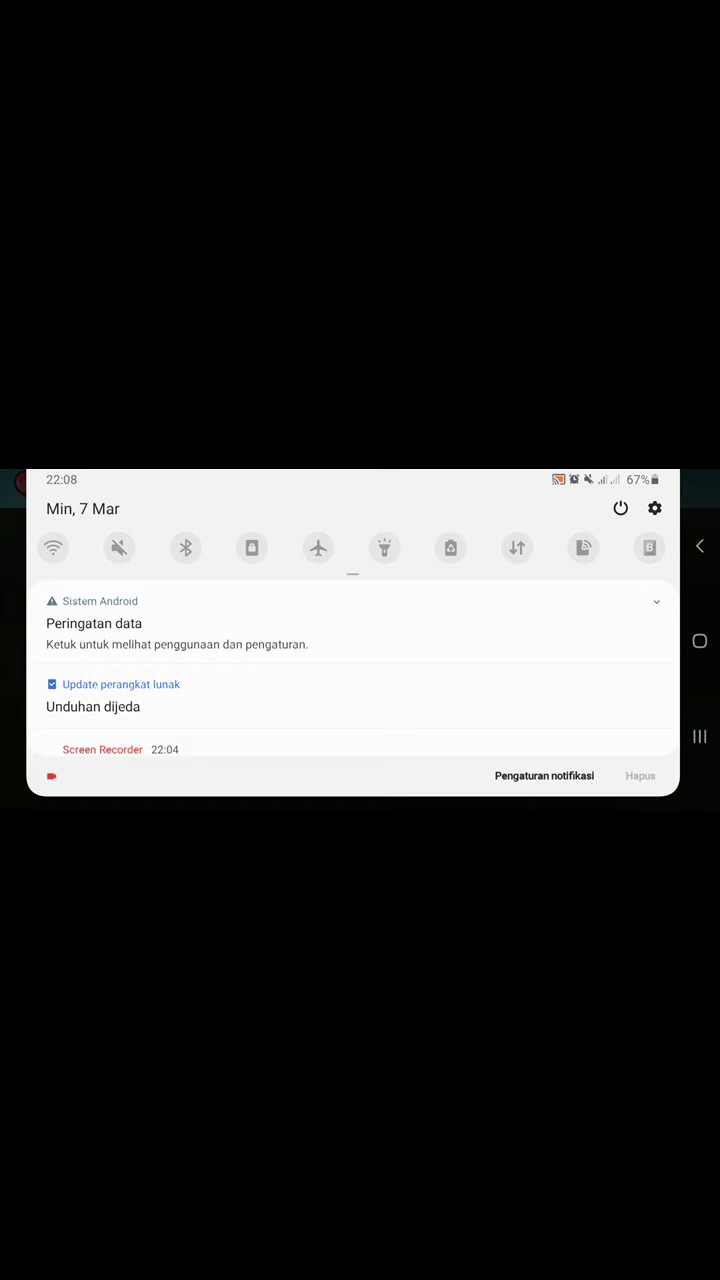 22:08
67%
Min, 7 Mar
Sistem Android
Peringatan data
Ketuk untuk melihat penggunaan dan pengaturan.
Update perangkat lunak
Unduhan dijeda
Screen Recorder 22:04
Pengaturan notifikasi
Hapus